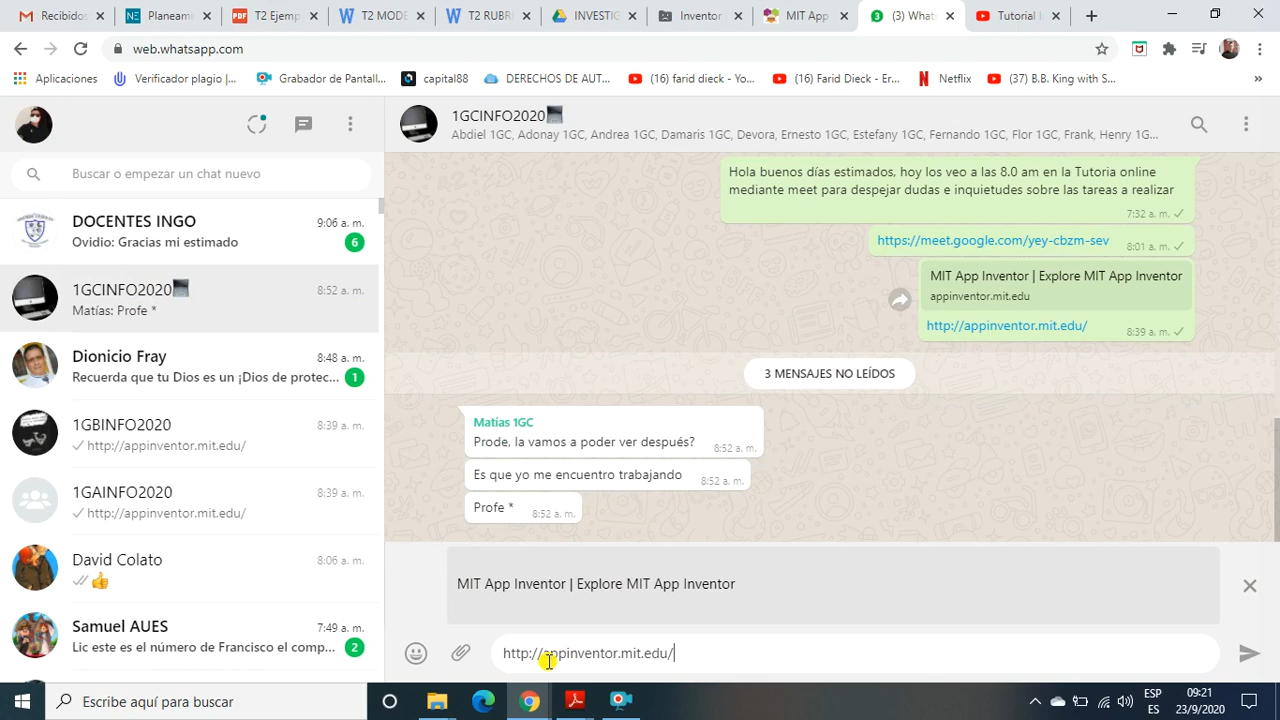 Recibidos
Planeami
T2 Ejemp
T2 MODE
T2 RUBRI
INVESTIG
Inventor
MIT App
(3) What
Tutorial In
web.whatsapp.com
Aplicaciones
Verificador plagio |...
Grabador de Pantall...
capital88
DERECHOS DE AUT...
(16) farid dieck - Yo...
(16) Farid Dieck - Er...
Netflix
(37) B.B. King with S...
»
1GCINFO2020
Abdiel 1GC, Adonay 1GC, Andrea 1GC, Damaris 1GC, Devora, Ernesto 1GC, Estefany 1GC, Fernando 1GC, Flor 1GC, Frank, Henry 1G...
Buscar o empezar un chat nuevo
DOCENTES INGO
9:06 a. m.
Ovidio: Gracias mi estimado
6
1GCINFO2020
8:52 a. m.
Matías: Profe *
Dionicio Fray
8:48 a. m.
Recuerda que tu Dios es un ¡Dios de protec...
1
1GBINFO2020
8:39 a. m.
http://appinventor.mit.edu/
1GAINFO2020
8:39 a. m.
http://appinventor.mit.edu/
David Colato
8:06 a. m.
Samuel AUES
7:49 a. m.
Lic este es el número de Francisco el comp...
2
Hola buenos días estimados, hoy los veo a las 8.0 am en la Tutoria online
mediante meet para despejar dudas e inquietudes sobre las tareas a realizar
7:32 a. m.
https://meet.google.com/yey-cbzm-sev
8:01 a. m.
MIT App Inventor | Explore MIT App Inventor
appinventor.mit.edu
http://appinventor.mit.edu/
8:39 a. m.
3 MENSAJES NO LEÍDOS
Matías 1GC
Prode, la vamos a poder ver después?
8:52 a. m.
Es que yo me encuentro trabajando
8:52 a. m.
Profe *
8:52 a. m.
MIT App Inventor | Explore MIT App Inventor
http://appinventor.mit.edu/
Escribe aquí para buscar
ESP
ES
09:21
23/9/2020